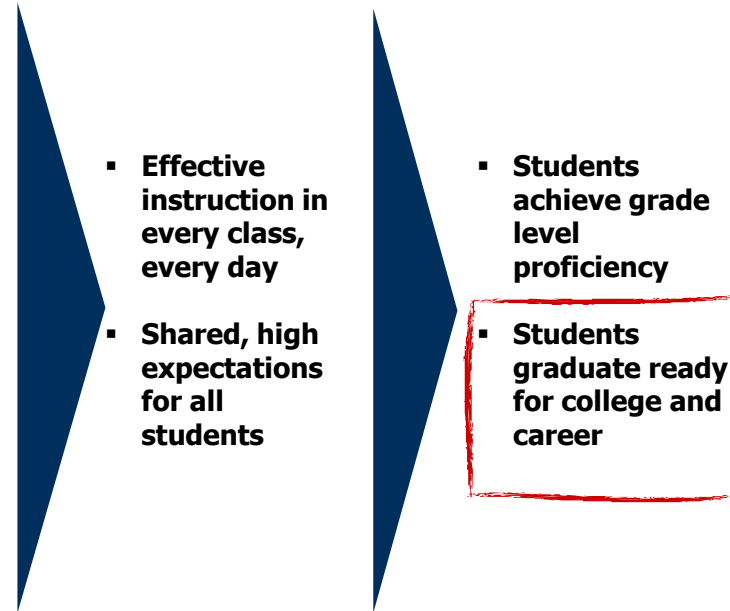 ▪ Effective
instruction in
every class,
every day
▪ Shared, high
expectations
for all
students
▪ Students
achieve grade
level
proficiency
▪ Students
graduate ready
for college and
career